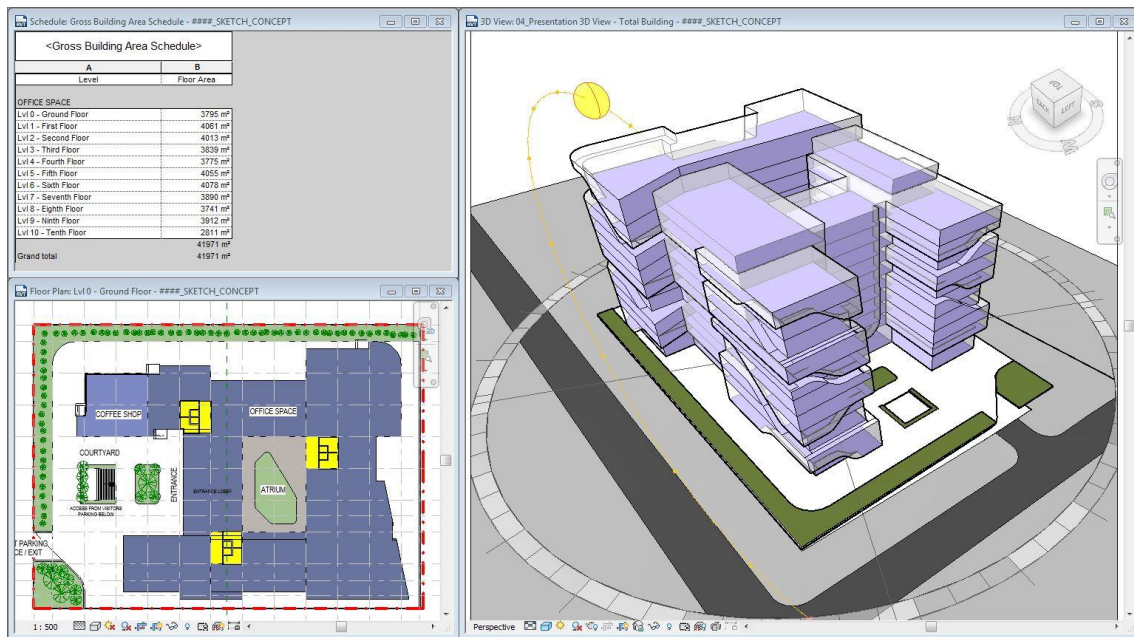 Schedule: Gross Building Area Schedule - ####_SKETCH_CONCEPT
<Gross Building Area Schedule>
A B
Level Floor Area
OFFICE SPACE
Lvl 0 - Ground Floor 3795 m²
Lvl 1 - First Floor 4061 m²
Lvl 2 - Second Floor 4013 m²
Lvl 3 - Third Floor 3839 m²
Lvl 4 - Fourth Floor 3775 m²
Lvl 5 - Fifth Floor 4055 m²
Lvl 6 - Sixth Floor 4078 m²
Lvl 7 - Seventh Floor 3890 m²
Lvl 8 - Eighth Floor 3741 m²
Lvl 9 - Ninth Floor 3912 m²
Lvl 10 - Tenth Floor 2811 m²
41971 m²
Grand total 41971 m²
Floor Plan: Lvl 0 - Ground Floor - ####_SKETCH_CONCEPT
COFFEE SHOP
OFFICE SPACE
COURTYARD
ENTRANCE
ENTRANCE LOBBY
ATRIUM
ACCESS FROM VISITORS
PARKING BELOW
T PARKING
CE / EXIT
1 : 500
3D View: 04_Presentation 3D View - Total Building - ####_SKETCH_CONCEPT
TOP
BACK
LEFT
Perspective